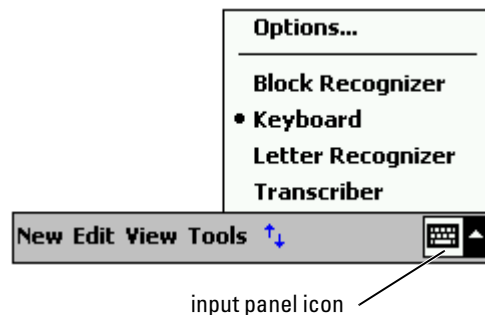 Options...
Block Recognizer
Keyboard
Letter Recognizer
Transcriber
New Edit View Tools
input panel icon